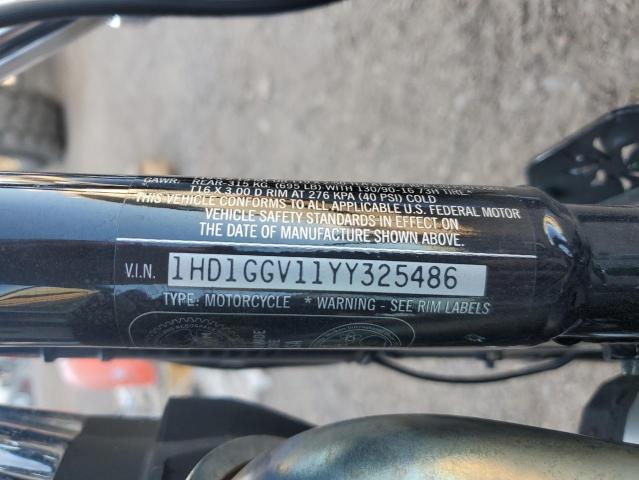 GAWR:
REAR-315 KG. (695 LB) WITH 130/90-16 73H TIRE
T16 X 3.00 D RIM AT 276 KPA (40 PSI) COLD
THIS VEHICLE CONFORMS TO ALL APPLICABLE U.S. FEDERAL MOTOR
VEHICLE SAFETY STANDARDS IN EFFECT ON
THE DATE OF MANUFACTURE SHOWN ABOVE.
V.I.N. 1HD1GGV11YY325486
TYPE: MOTORCYCLE * WARNING - SEE RIM LABELS